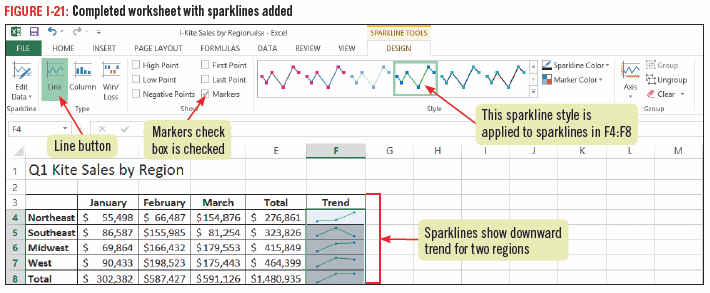 FIGURE I-21: Completed worksheet with sparklines added
I-Kite Sales by Region.xlsx - Excel
SPARKLINE TOOLS
FILE HOME INSERT PAGE LAYOUT FORMULAS DATA REVIEW VIEW DESIGN
High Point First Point
Low Point Last Point
Negative Points Markers
Edit Data
Line Column Win/Loss
Sparkline Color
Marker Color
Axis
Group
Ungroup
Clear
Sparkline Type Show Style Group
F4
Line button
Markers check box is checked
This sparkline style is applied to sparklines in F4:F8
E F G H I J K L M
1 Q1 Kite Sales by Region
2
3 January February March Total Trend
4 Northeast $ 55,498 $ 66,487 $154,876 $ 276,861
5 Southeast $ 86,587 $155,985 $ 81,254 $ 323,826
6 Midwest $ 69,864 $166,432 $179,553 $ 415,849
7 West $ 90,433 $198,523 $175,443 $ 464,399
8 Total $ 302,382 $587,427 $591,126 $1,480,935
Sparklines show downward trend for two regions